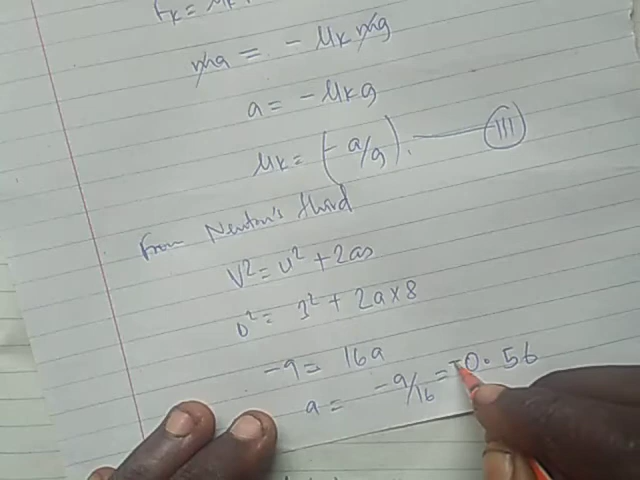 Fk = μk
ma = - μk mg
a = - μkg
μk = (- a/g). III
From Newton's third
V² = u² + 2as
0² = 3² + 2a × 8
-9 = 16a
a = -9/16 = -0.56